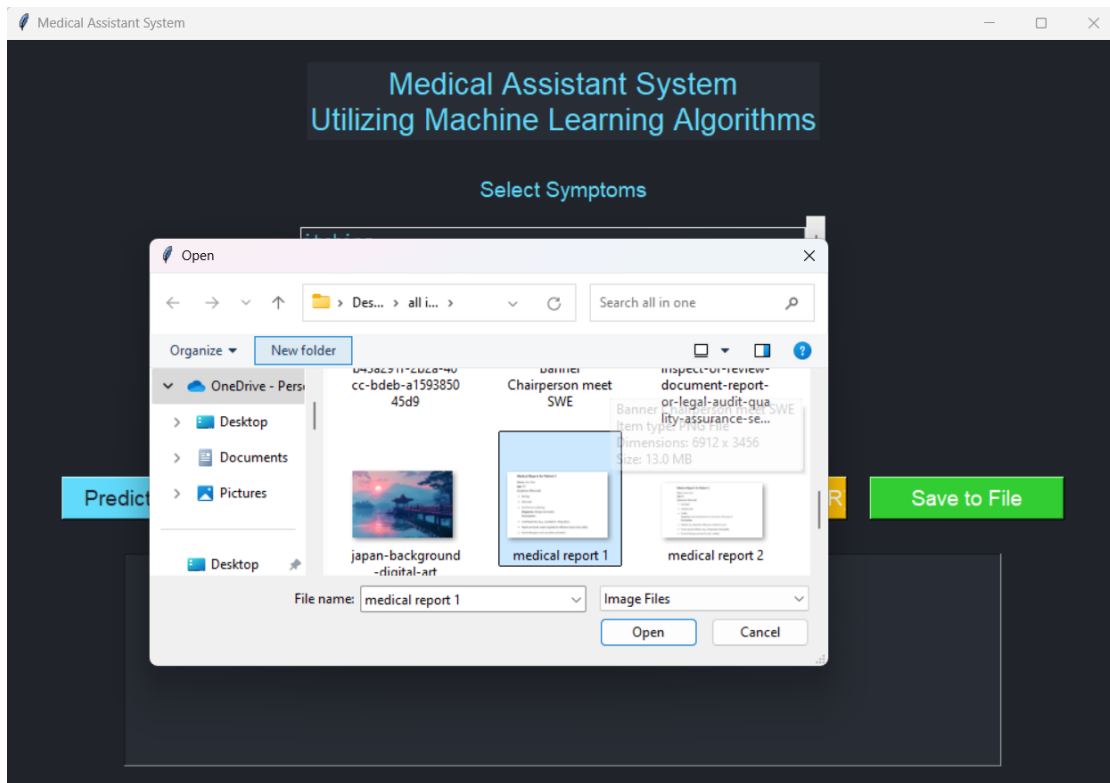 Medical Assistant System
Medical Assistant System
Utilizing Machine Learning Algorithms
Select Symptoms
itching
Open
Des...
all i...
Search all in one
Organize
New folder
OneDrive - Pers
Desktop
Documents
Pictures
Desktop
cc-bdeb-a1593850
45d9
Banner
Chairperson meet
SWE
inspect-or-review-
document-report-
or-legal-audit-qua
lity-assurance-se...
Banner Chairperson meet SWE
Item type: PNG File
Dimensions: 6912 x 3456
Size: 13.0 MB
japan-background
-digital-art
medical report 1
medical report 2
File name:
medical report 1
Image Files
Open
Cancel
Predict
R
Save to File